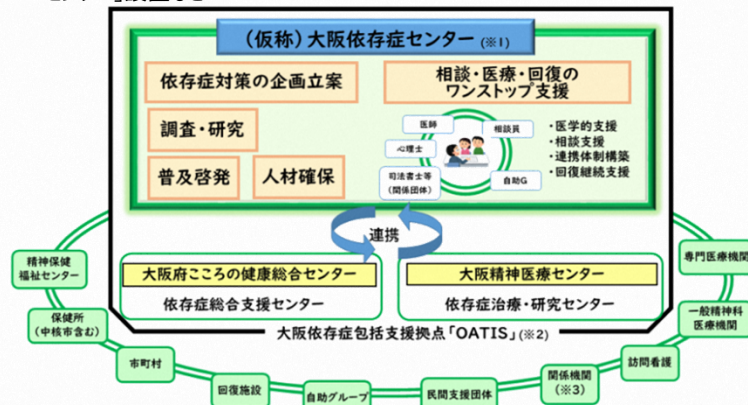 (仮称)大阪依存症センター(※1)
依存症対策の企画立案
調査・研究
普及啓発
人材確保
相談・医療・回復の
ワンストップ支援
医師
相談員
心理士
司法書士等
(関係団体)
自助G
・医学的支援
・相談支援
・連携体制構築
・回復継続支援
連携
大阪府こころの健康総合センター
依存症総合支援センター
大阪精神医療センター
依存症治療・研究センター
大阪依存症包括支援拠点「OATIS」(※2)
精神保健
福祉センター
保健所
(中核市含む)
市町村
回復施設
自助グループ
民間支援団体
関係機関
(※3)
訪問看護
一般精神科
医療機関
専門医療機関